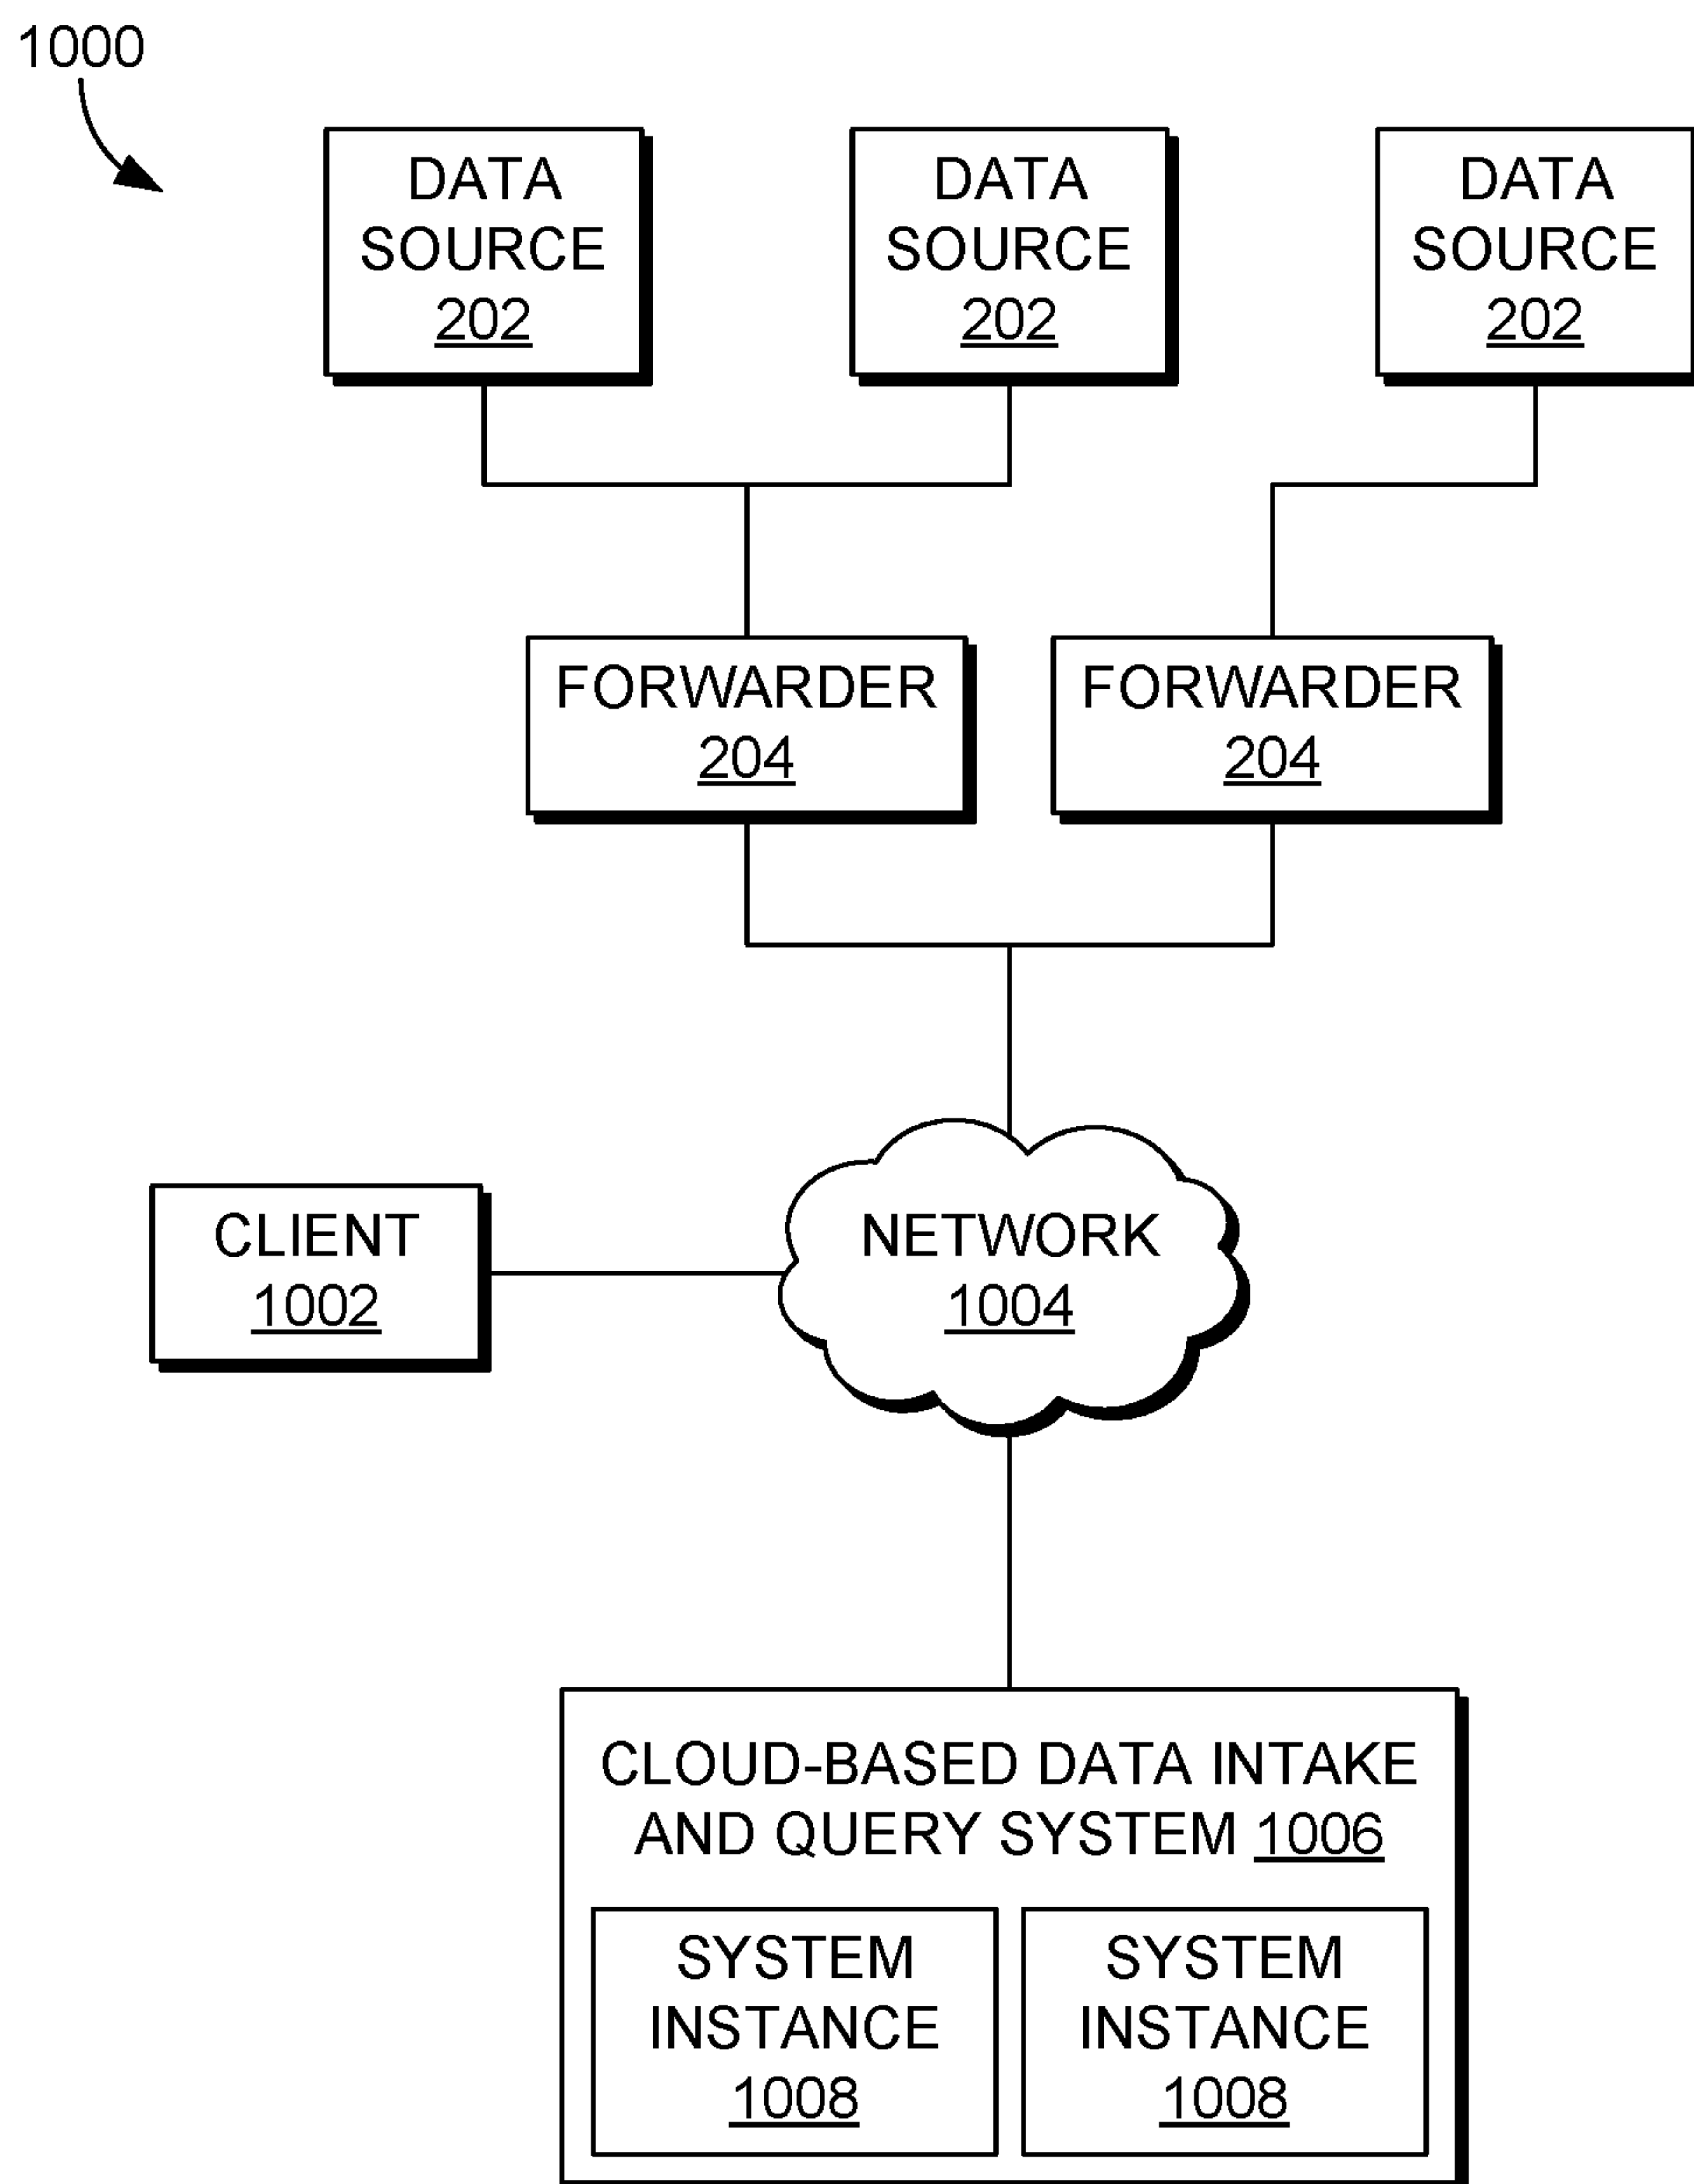 1000
DATA
SOURCE
202
DATA
SOURCE
202
DATA
SOURCE
202
FORWARDER
204
FORWARDER
204
CLIENT
1002
NETWORK
1004
CLOUD-BASED DATA INTAKE
AND QUERY SYSTEM 1006
SYSTEM
INSTANCE
1008
SYSTEM
INSTANCE
1008